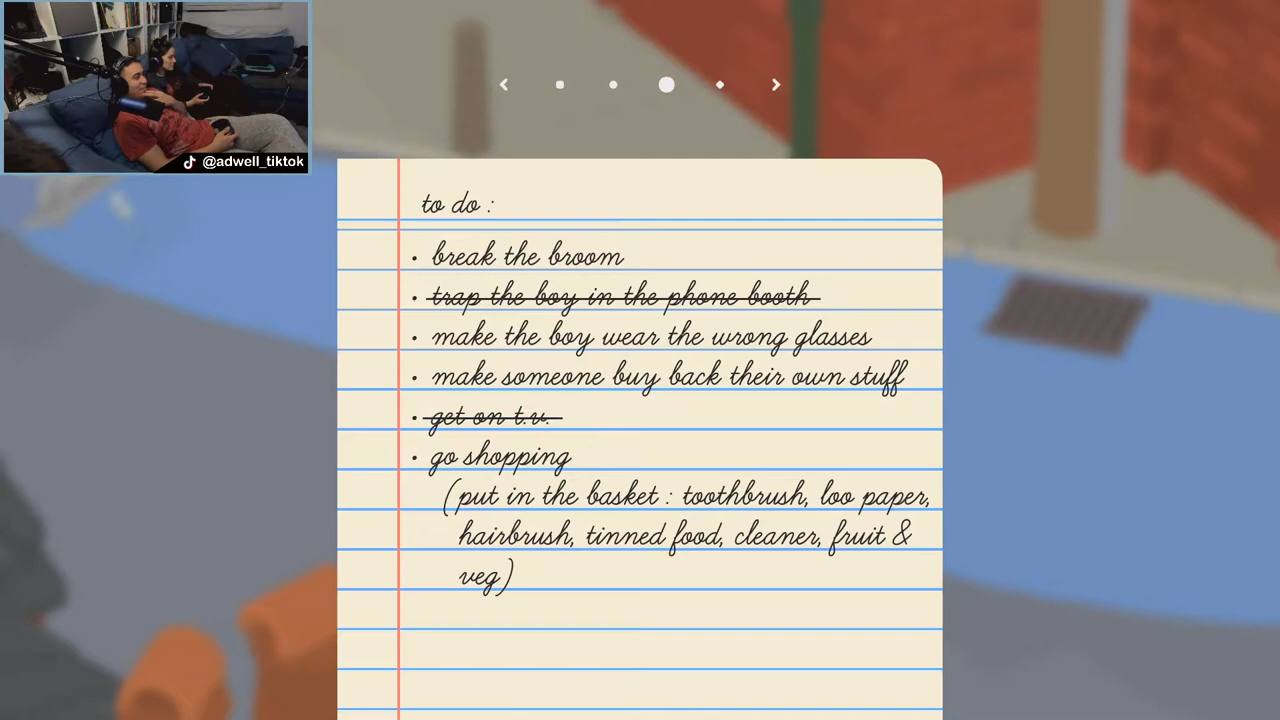 @adwell_tiktok
to do :
• break the broom
• trap the boy in the phone booth
• make the boy wear the wrong glasses
• make someone buy back their own stuff
• get on t.v.
• go shopping
(put in the basket : toothbrush, loo paper,
hairbrush, tinned food, cleaner, fruit &
veg)